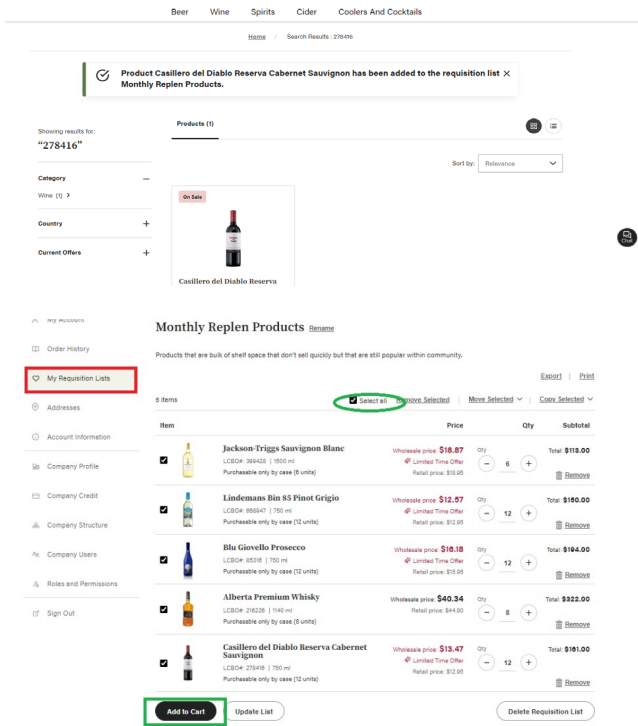 Beer Wine Spirits Cider Coolers And Cocktails
Home / Search Results : 278416
Product Casillero del Diablo Reserva Cabernet Sauvignon has been added to the requisition list
Monthly Replen Products.
Showing results for:
"278416"
Products (1)
Sort by: Relevance
Category
Wine (1)
Country
Current Offers
On Sale
Casillero del Diablo Reserva
Chat
My Account
Order History
My Requisition Lists
Addresses
Account Information
Company Profile
Company Credit
Company Structure
Company Users
Roles and Permissions
Sign Out
Monthly Replen Products Rename
Products that are bulk of shelf space that don't sell quickly but that are still popular within community.
Export | Print
Select all Remove Selected | Move Selected | Copy Selected
Item Price Qty Subtotal
Jackson-Triggs Sauvignon Blanc
LCBO#: 399428 | 1500 ml
Purchasable only by case (6 units)
Wholesale price: $18.87
Limited Time Offer
Retail price: $18.95
Qty
6
Total: $113.00
Remove
Lindemans Bin 85 Pinot Grigio
LCBO#: 668947 | 750 ml
Purchasable only by case (12 units)
Wholesale price: $12.57
Limited Time Offer
Retail price: $12.95
Qty
12
Total: $150.00
Remove
Blu Giovello Prosecco
LCBO#: 85316 | 750 ml
Purchasable only by case (12 units)
Wholesale price: $16.18
Limited Time Offer
Retail price: $15.95
Qty
12
Total: $194.00
Remove
Alberta Premium Whisky
LCBO#: 216226 | 1140 ml
Purchasable only by case (8 units)
Wholesale price: $40.34
Retail price: $44.80
Qty
8
Total: $322.00
Remove
Casillero del Diablo Reserva Cabernet
Sauvignon
LCBO#: 278416 | 750 ml
Purchasable only by case (12 units)
Wholesale price: $13.47
Limited Time Offer
Retail price: $12.95
Qty
12
Total: $161.00
Remove
Add to Cart
Update List
Delete Requisition List